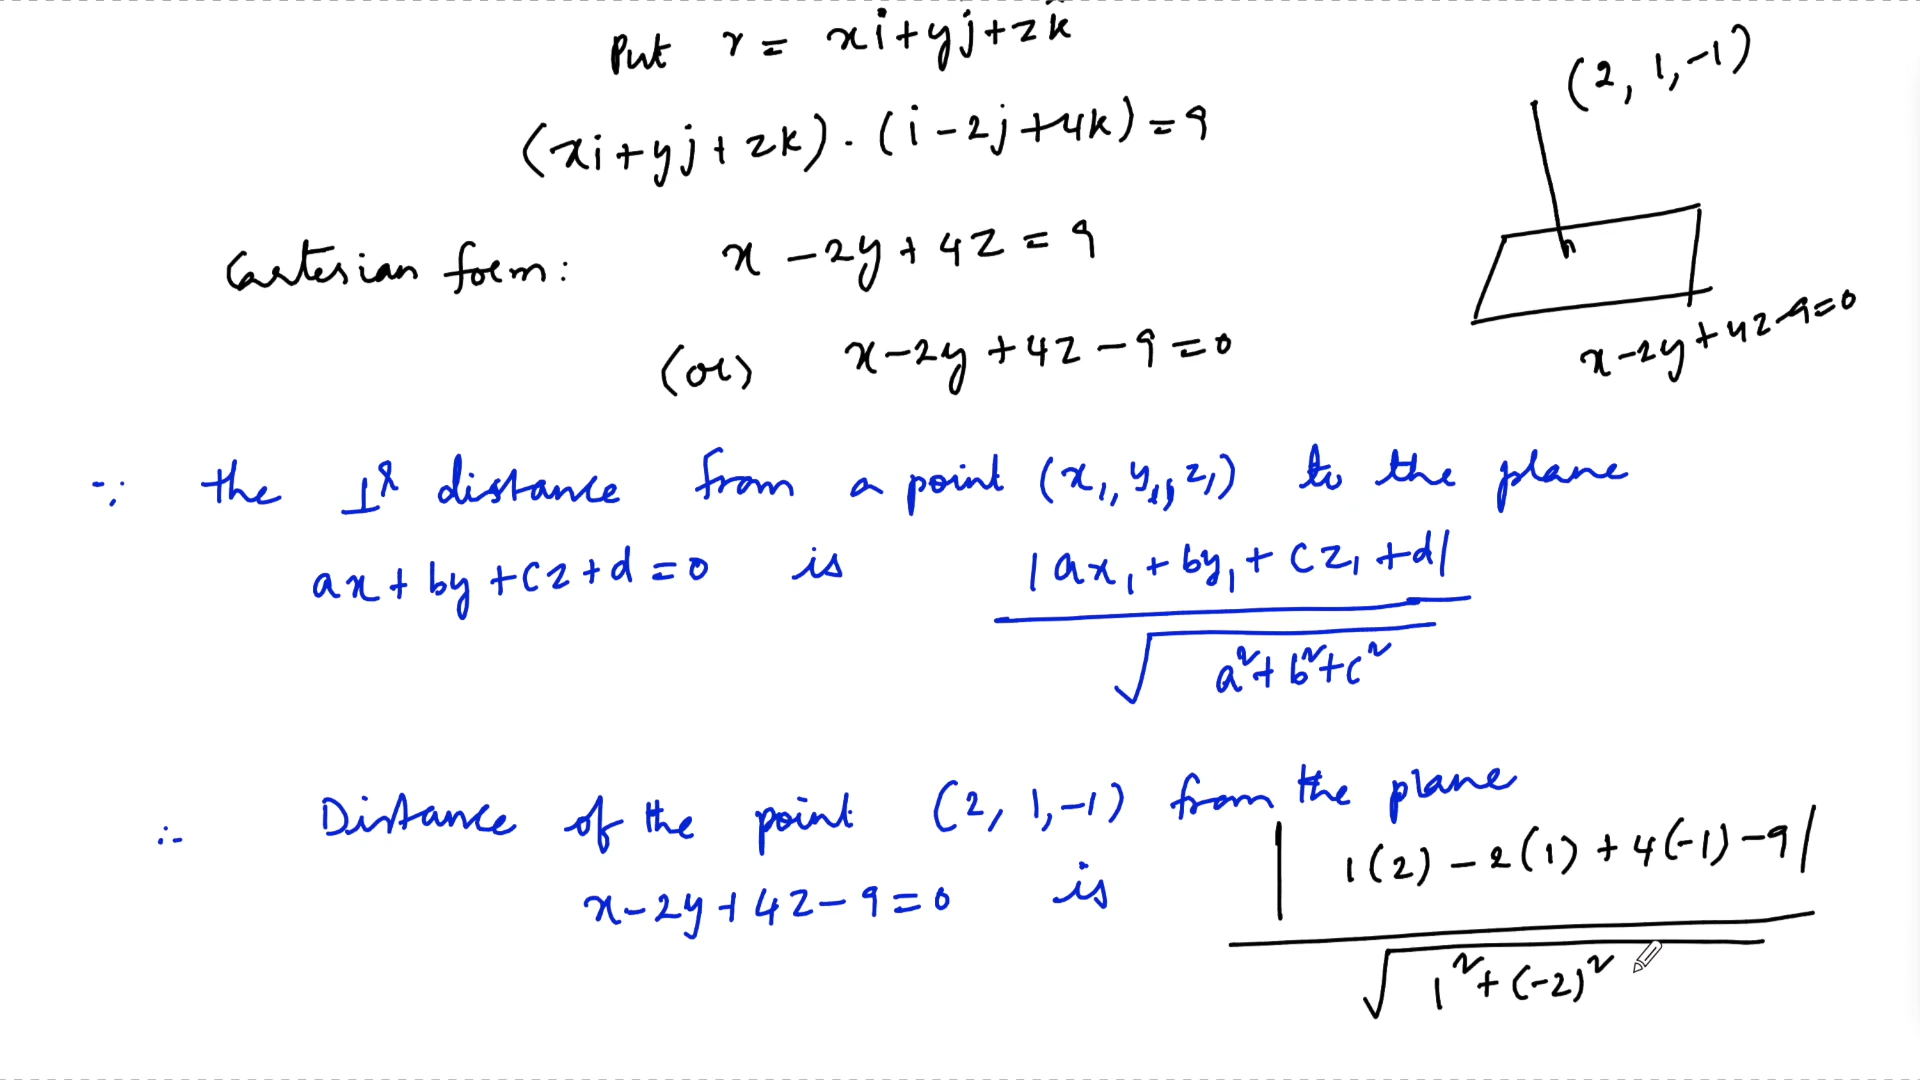 Put r = xi+yj+zk
(2, 1, -1)
(xi+yj+zk) . (i-2j+4k) = 9
Cartesian form: x - 2y + 4z = 9
x-2y+4z-9=0
(or) x-2y+4z-9=0
∵ the ⊥r distance from a point (x₁, y₁, z₁) to the plane
ax+by+cz+d=0 is |ax₁+by₁+cz₁+d|
√a²+b²+c²
∴ Distance of the point (2, 1, -1) from the plane
x-2y+4z-9=0 is |1(2)-2(1)+4(-1)-9|
√1²+(-2)²